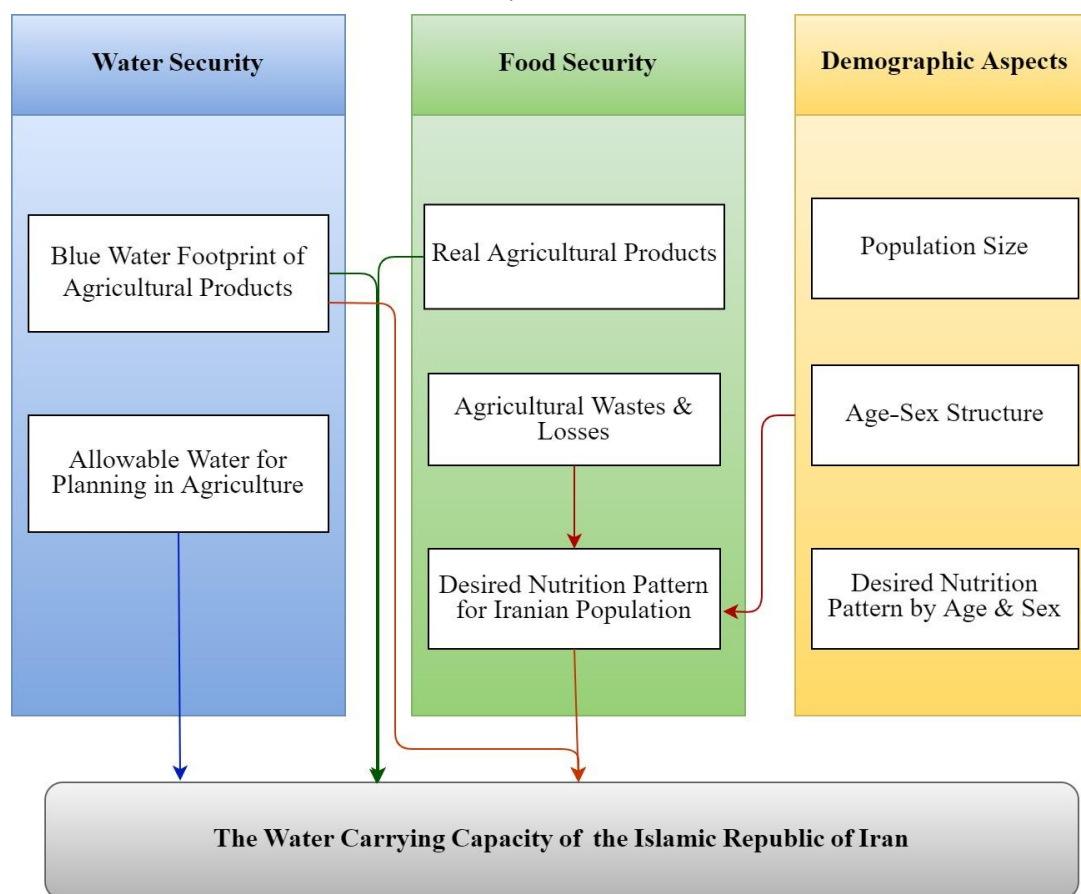 Water Security
Food Security
Demographic Aspects
Blue Water Footprint of
Agricultural Products
Real Agricultural Products
Population Size
Allowable Water for
Planning in Agriculture
Agricultural Wastes &
Losses
Age-Sex Structure
Desired Nutrition Pattern
for Iranian Population
Desired Nutrition
Pattern by Age & Sex
The Water Carrying Capacity of the Islamic Republic of Iran